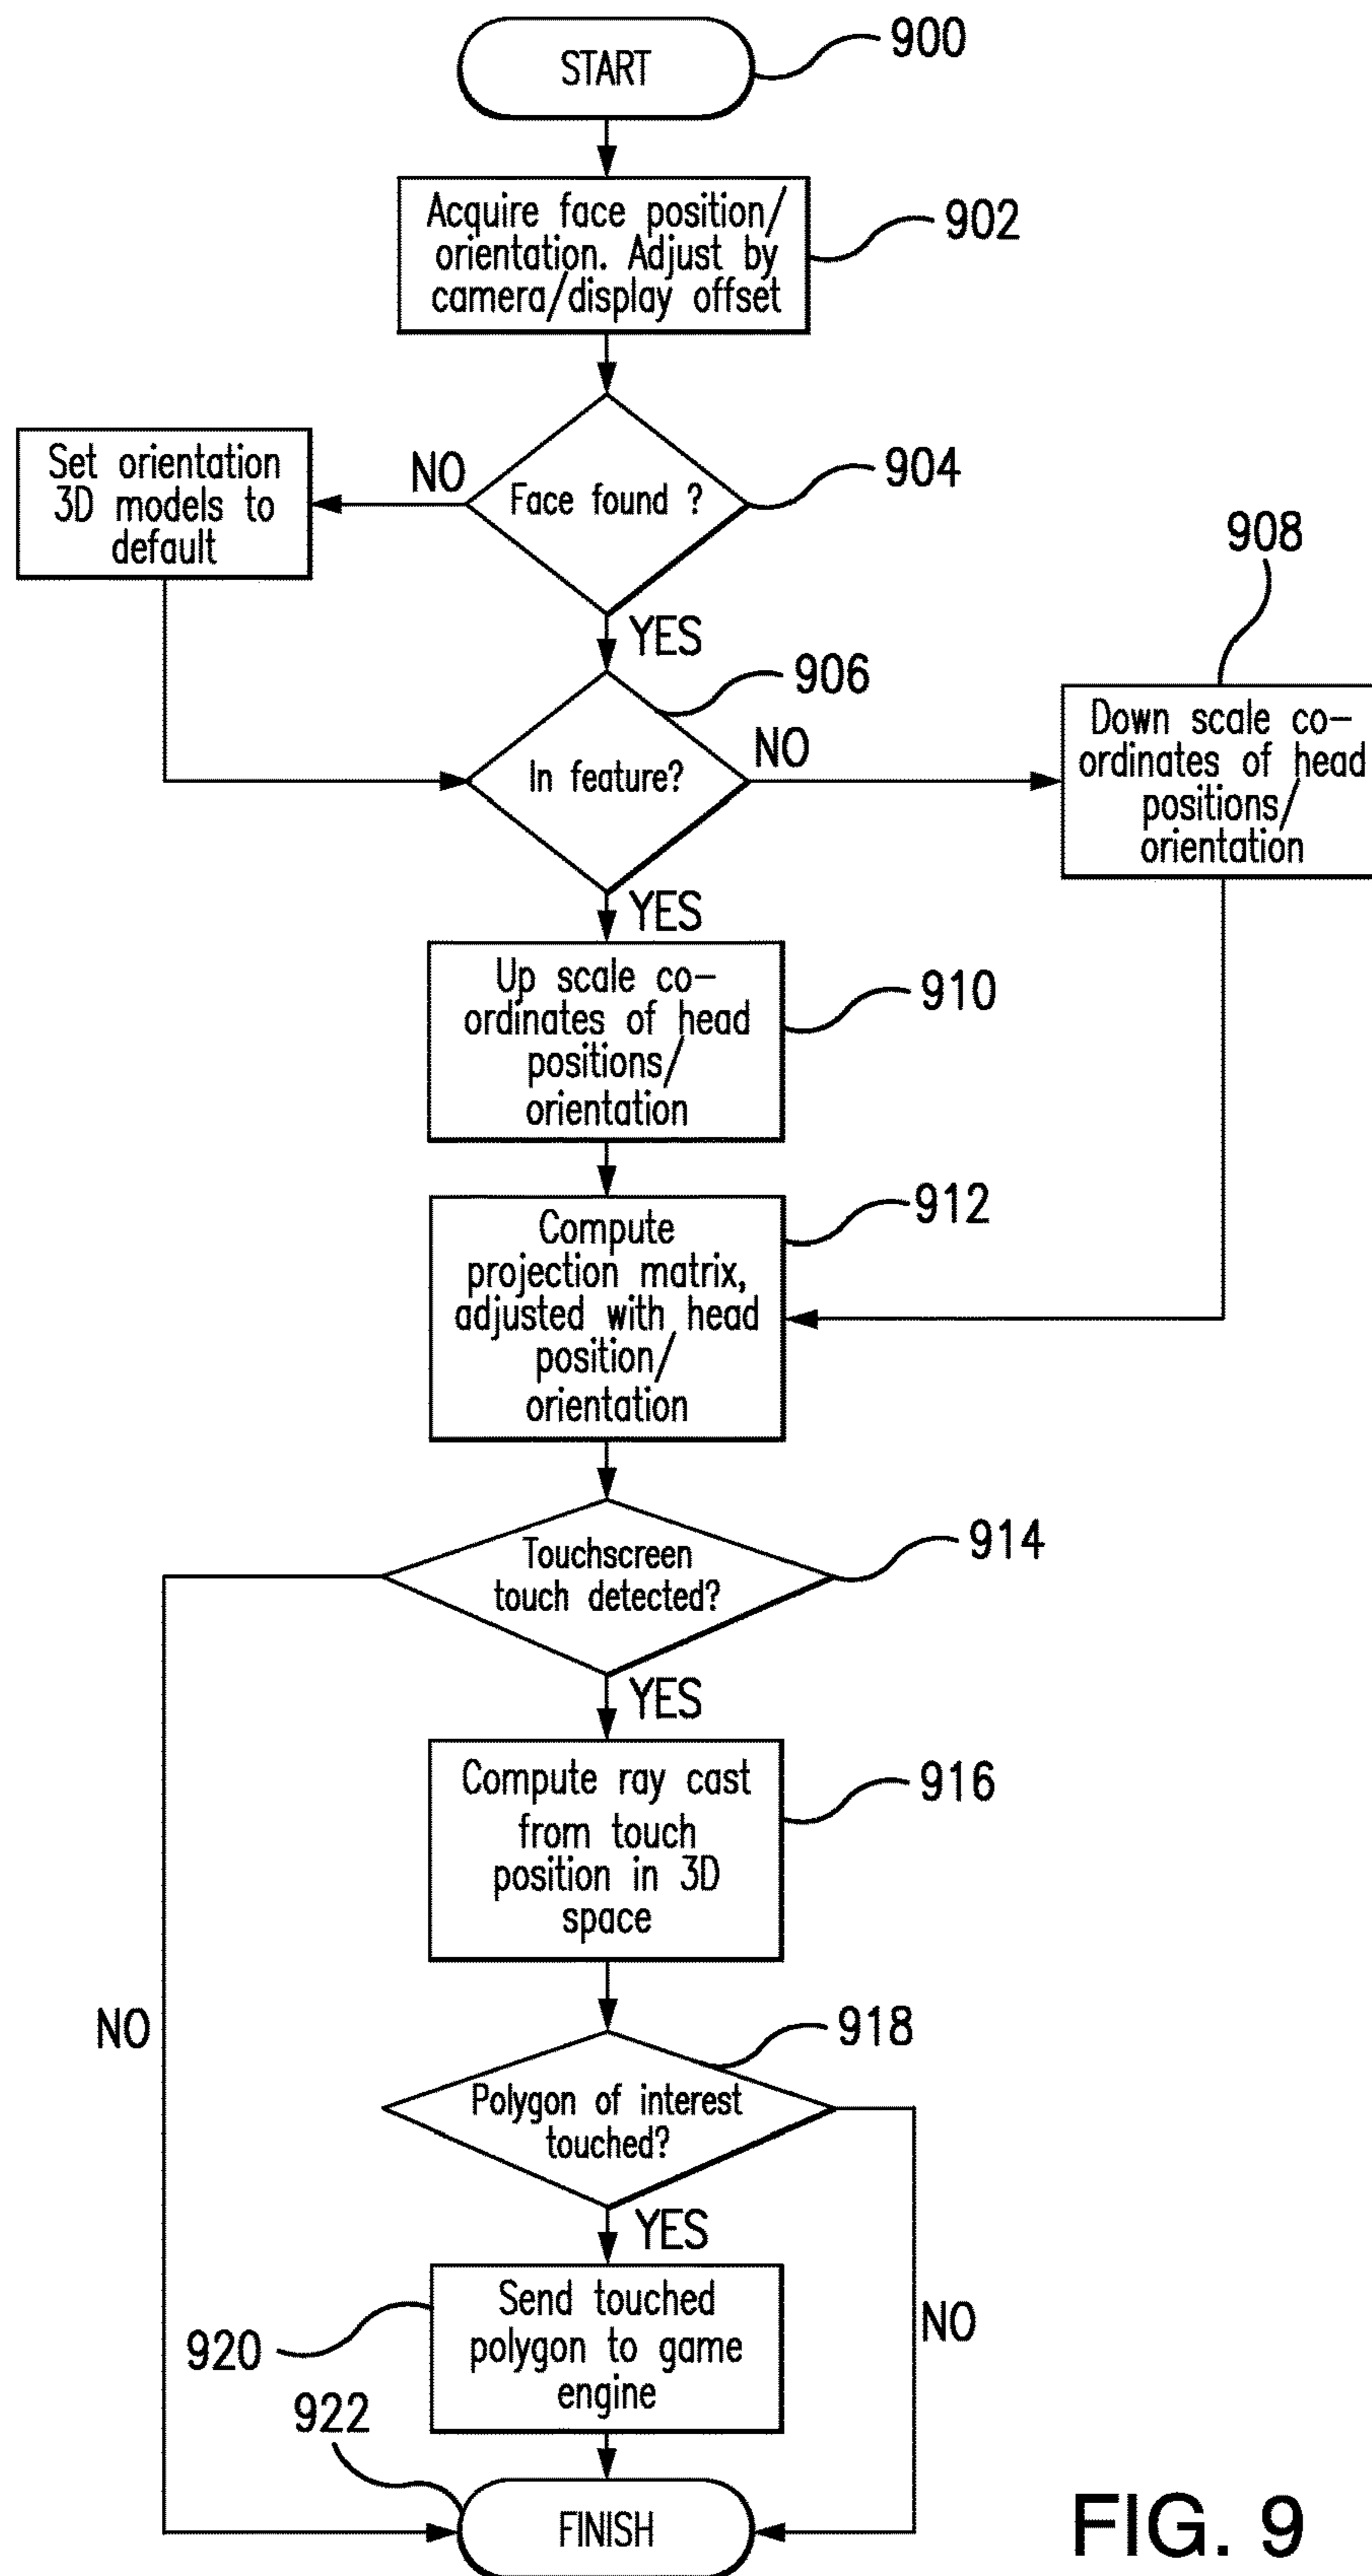 START
900
Acquire face position/
orientation. Adjust by
camera/display offset
902
Set orientation
3D models to
default
NO
Face found ?
904
YES
906
In feature?
NO
908
Down scale co-
ordinates of head
positions/
orientation
YES
Up scale co-
ordinates of head
positions/
orientation
910
Compute
projection matrix,
adjusted with head
position/
orientation
912
Touchscreen
touch detected?
914
YES
NO
Compute ray cast
from touch
position in 3D
space
916
Polygon of interest
touched?
918
YES
NO
Send touched
polygon to game
engine
920
922
FINISH
FIG. 9